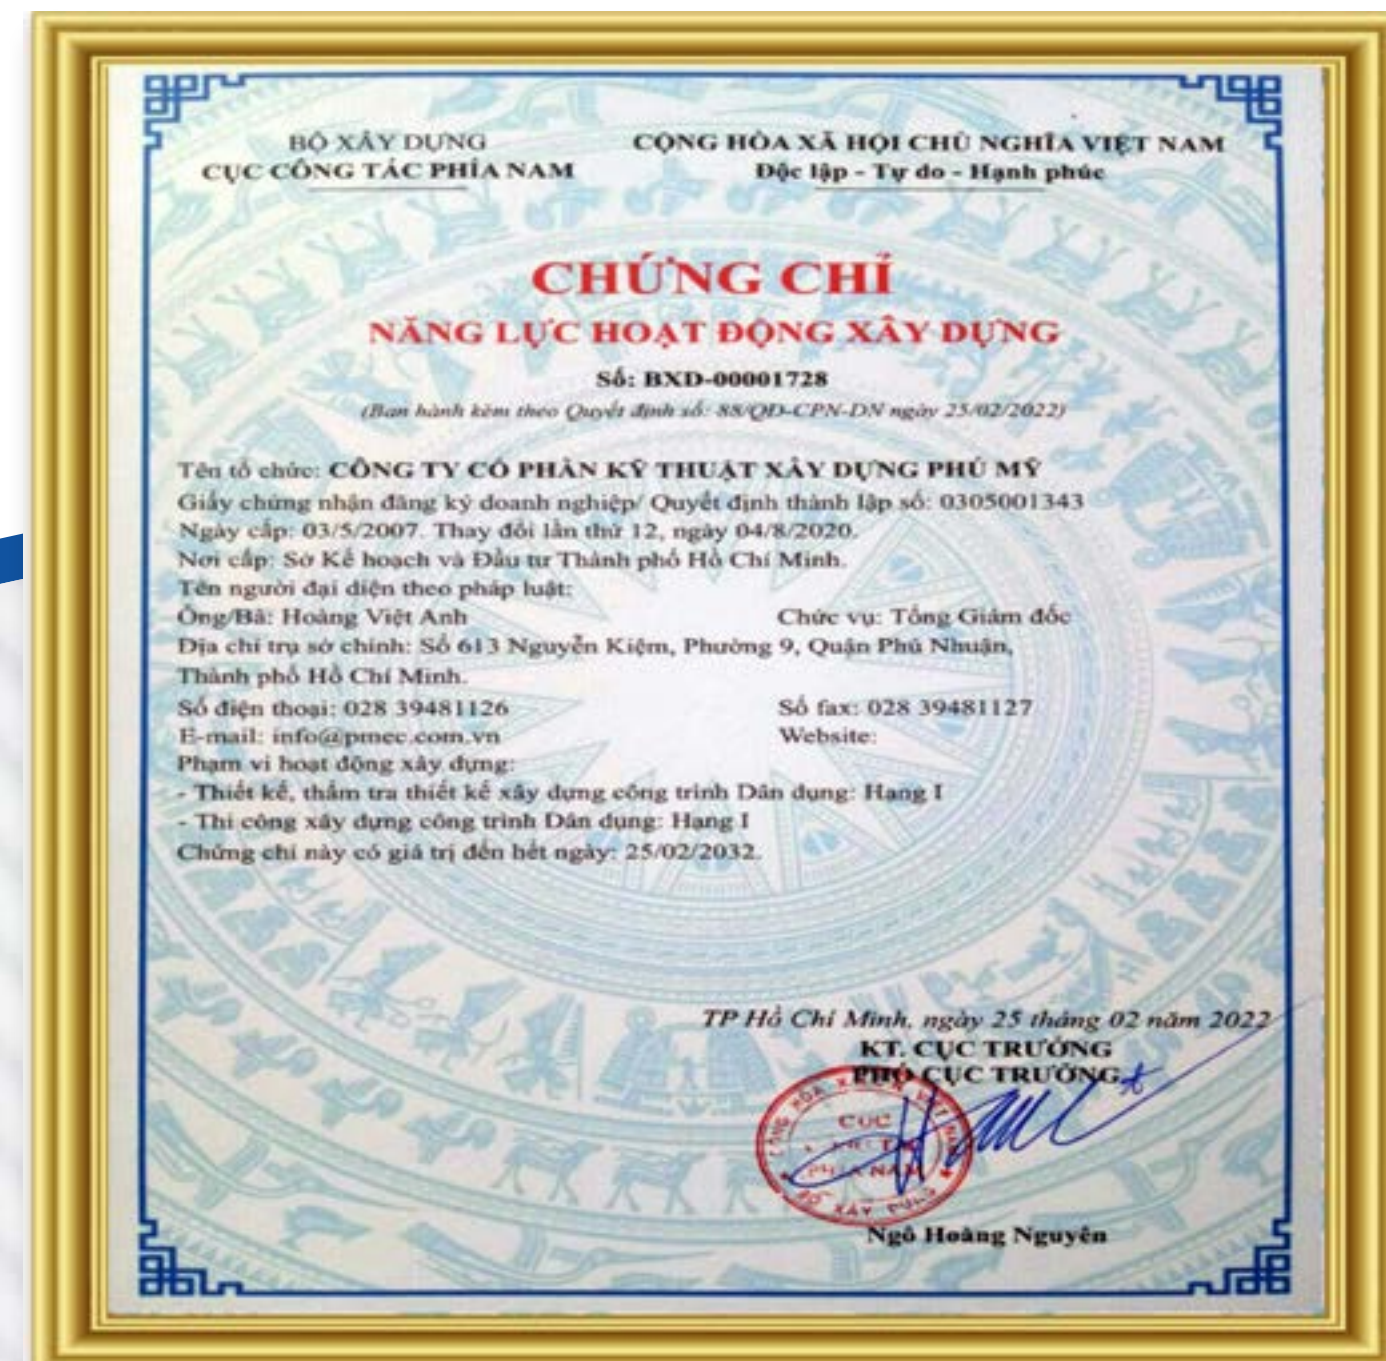 BỘ XÂY DỰNG
CỤC CÔNG TÁC PHÍA NAM
CỘNG HÒA XÃ HỘI CHỦ NGHĨA VIỆT NAM
Độc lập - Tự do - Hạnh phúc
CHỨNG CHỈ
NĂNG LỰC HOẠT ĐỘNG XÂY DỰNG
Số: BXD-00001728
(Ban hành kèm theo Quyết định số: 88/QĐ-CPN-DN ngày 25/02/2022)
Tên tổ chức: CÔNG TY CỔ PHẦN KỸ THUẬT XÂY DỰNG PHÚ MỸ
Giấy chứng nhận đăng ký doanh nghiệp/ Quyết định thành lập số: 0305001343
Ngày cấp: 03/5/2007. Thay đổi lần thứ 12, ngày 04/8/2020.
Nơi cấp: Sở Kế hoạch và Đầu tư Thành phố Hồ Chí Minh.
Tên người đại diện theo pháp luật:
Ông/Bà: Hoàng Việt Anh Chức vụ: Tổng Giám đốc
Địa chỉ trụ sở chính: Số 613 Nguyễn Kiệm, Phường 9, Quận Phú Nhuận,
Thành phố Hồ Chí Minh.
Số điện thoại: 028 39481126 Số fax: 028 39481127
E-mail: info@pmec.com.vn Website:
Phạm vi hoạt động xây dựng:
- Thiết kế, thẩm tra thiết kế xây dựng công trình Dân dụng: Hạng I
- Thi công xây dựng công trình Dân dụng: Hạng I
Chứng chỉ này có giá trị đến hết ngày: 25/02/2032.
TP Hồ Chí Minh, ngày 25 tháng 02 năm 2022
KT. CỤC TRƯỞNG
PHÓ CỤC TRƯỞNG
CỤC
PHÍA NAM
Ngô Hoàng Nguyên